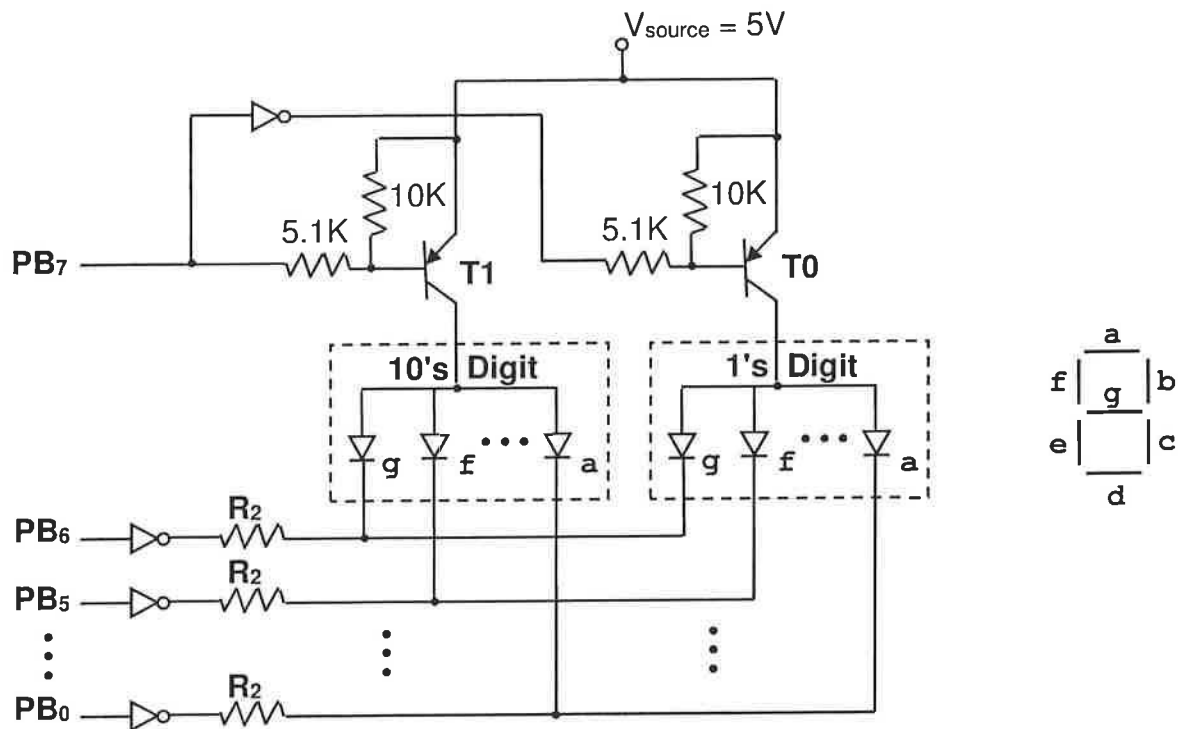 V_source = 5V
10K
10K
5.1K
5.1K
PB₇
T1
T0
10's Digit
1's Digit
a
f
b
g
e
c
d
g
f
a
g
f
a
R₂
PB₆
R₂
PB₅
R₂
PB₀